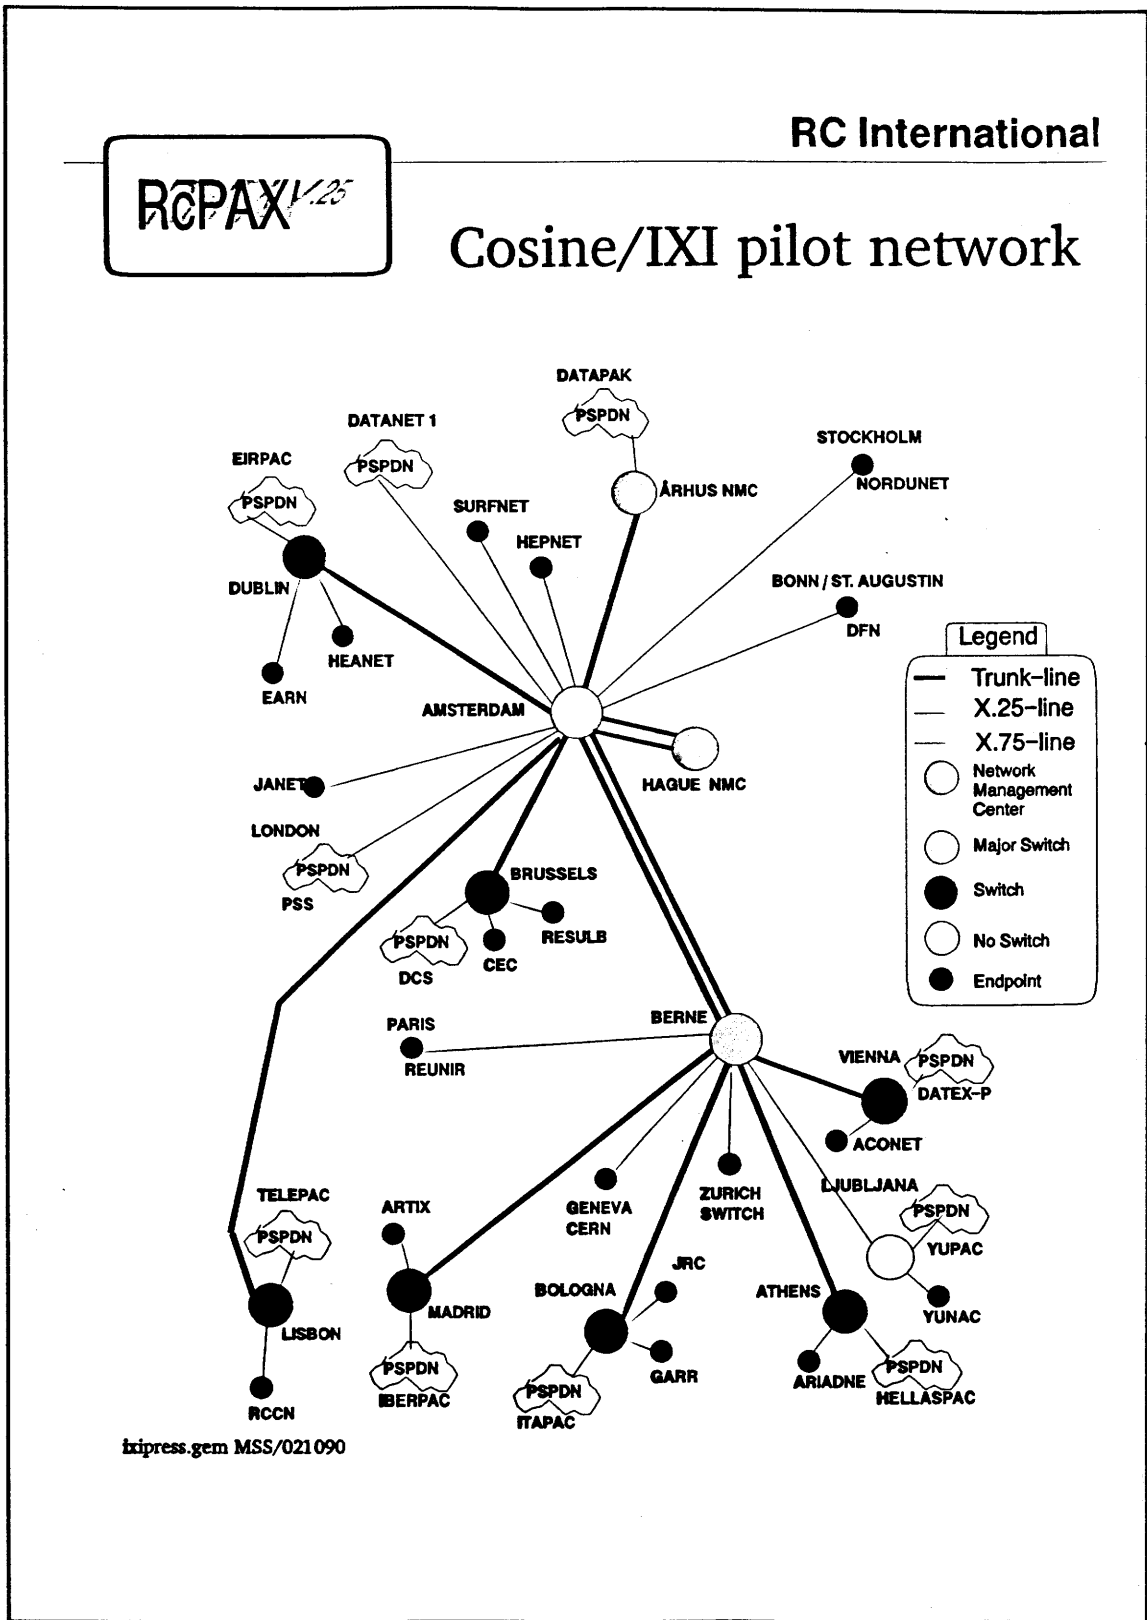 RC International
RcPAX X.25
Cosine/IXI pilot network
DATAPAK
PSPDN
DATANET 1
PSPDN
STOCKHOLM
NORDUNET
EIRPAC
PSPDN
ÅRHUS NMC
SURFNET
HEPNET
BONN / ST. AUGUSTIN
DFN
DUBLIN
HEANET
EARN
Legend
Trunk-line
X.25-line
X.75-line
Network
Management
Center
Major Switch
Switch
No Switch
Endpoint
AMSTERDAM
HAGUE NMC
JANET
LONDON
PSPDN
PSS
BRUSSELS
RESULB
PSPDN
CEC
DCS
BERNE
PARIS
REUNIR
VIENNA
PSPDN
DATEX-P
ACONET
LJUBLJANA
PSPDN
YUPAC
YUNAC
TELEPAC
PSPDN
LISBON
RCCN
ARTIX
MADRID
PSPDN
IBERPAC
GENEVA
CERN
ZURICH
SWITCH
JRC
BOLOGNA
GARR
PSPDN
ITAPAC
ATHENS
ARIADNE
PSPDN
HELLASPAC
ixipress.gem MSS/021090